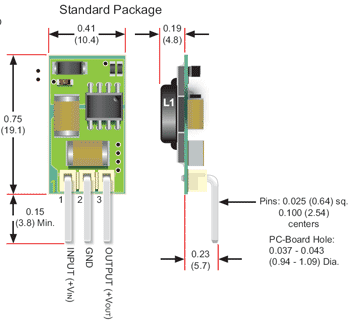 Standard Package
0.41
(10.4)
0.19
(4.8)
0.75
(19.1)
L1
1
1 2 3
0.15
(3.8) Min.
INPUT (+VIN)
GND
OUTPUT (+VOUT)
Pins: 0.025 (0.64) sq.
0.100 (2.54)
centers
PC-Board Hole:
0.037 - 0.043
(0.94 - 1.09) Dia.
0.23
(5.7)